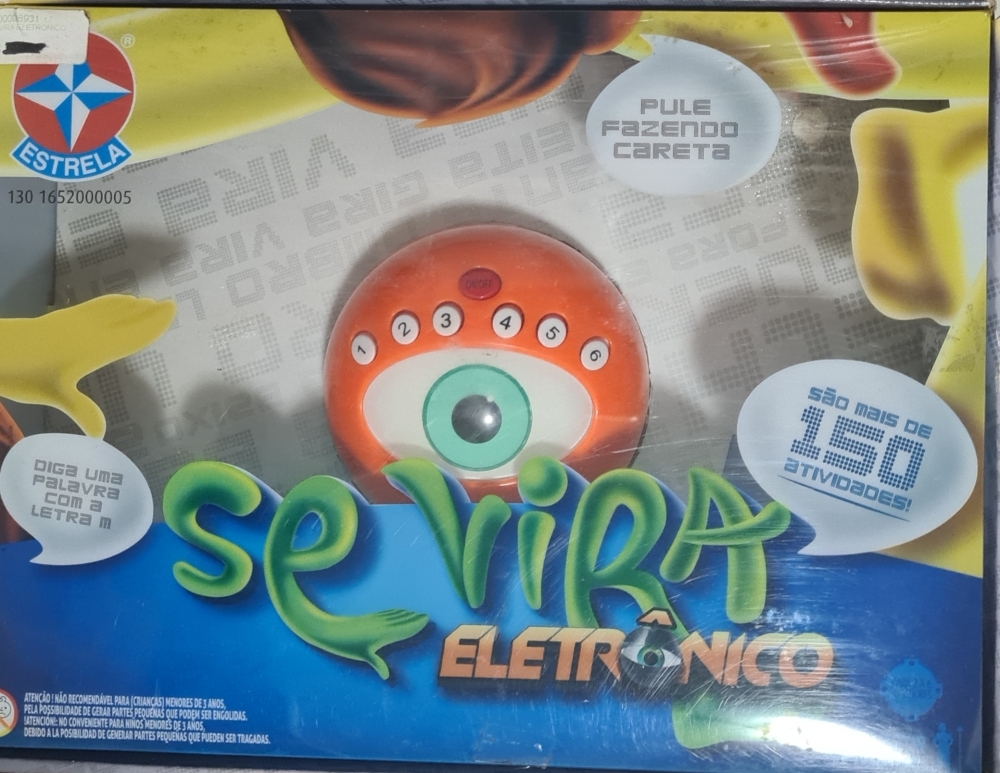 ESTRELA
®
130 1652000005
PULE
FAZENDO
CARETA
ON/OFF
1 2 3 4 5 6
SÃO MAIS DE
150
ATIVIDADES!
DIGA UMA
PALAVRA
COM A
LETRA M
SE VIRA
ELETRÔNICO
ATENÇÃO ! NÃO RECOMENDÁVEL PARA (CRIANÇAS) MENORES DE 3 ANOS,
PELA POSSIBILIDADE DE GERAR PARTES PEQUENAS QUE PODEM SER ENGOLIDAS.
¡ATENCIÓN!: NO CONVENIENTE PARA NIÑOS MENORES DE 3 AÑOS,
DEBIDO A LA POSIBILIDAD DE GENERAR PARTES PEQUENAS QUE PUEDEN SER TRAGADAS.